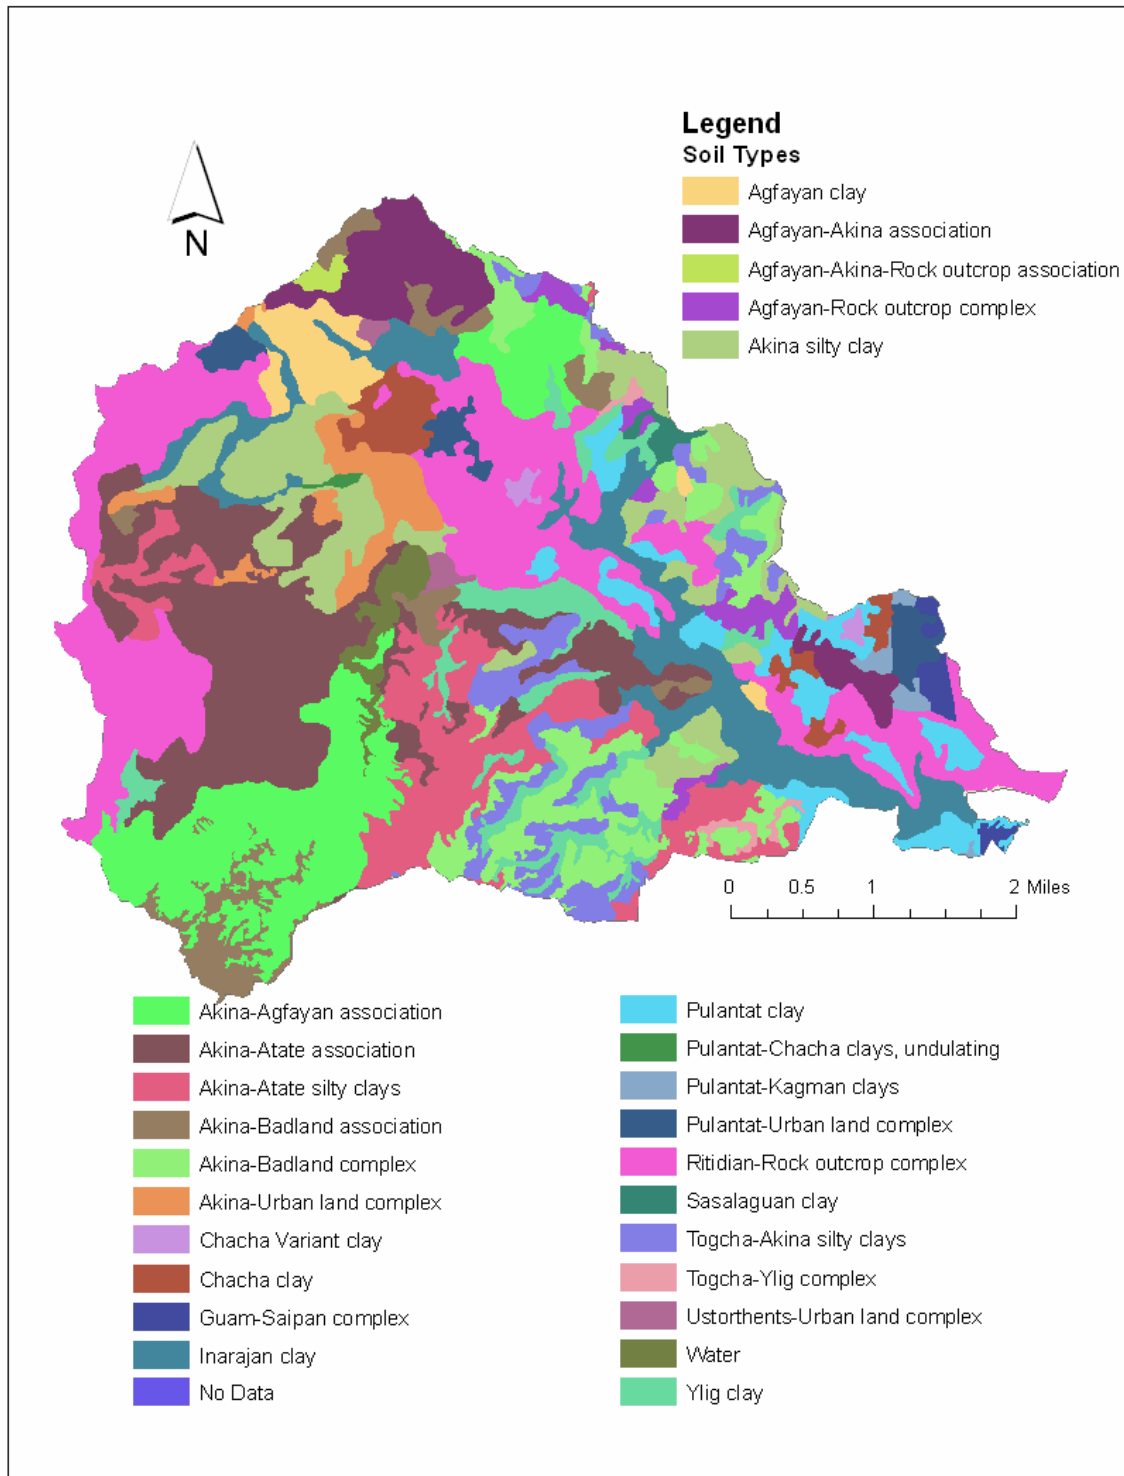 Legend
Soil Types
Agfayan clay
Agfayan-Akina association
Agfayan-Akina-Rock outcrop association
Agfayan-Rock outcrop complex
Akina silty clay
N
0 0.5 1 2 Miles
Akina-Agfayan association
Akina-Atate association
Akina-Atate silty clays
Akina-Badland association
Akina-Badland complex
Akina-Urban land complex
Chacha Variant clay
Chacha clay
Guam-Saipan complex
Inarajan clay
No Data
Pulantat clay
Pulantat-Chacha clays, undulating
Pulantat-Kagman clays
Pulantat-Urban land complex
Ritidian-Rock outcrop complex
Sasalaguan clay
Togcha-Akina silty clays
Togcha-Ylig complex
Ustorthents-Urban land complex
Water
Ylig clay